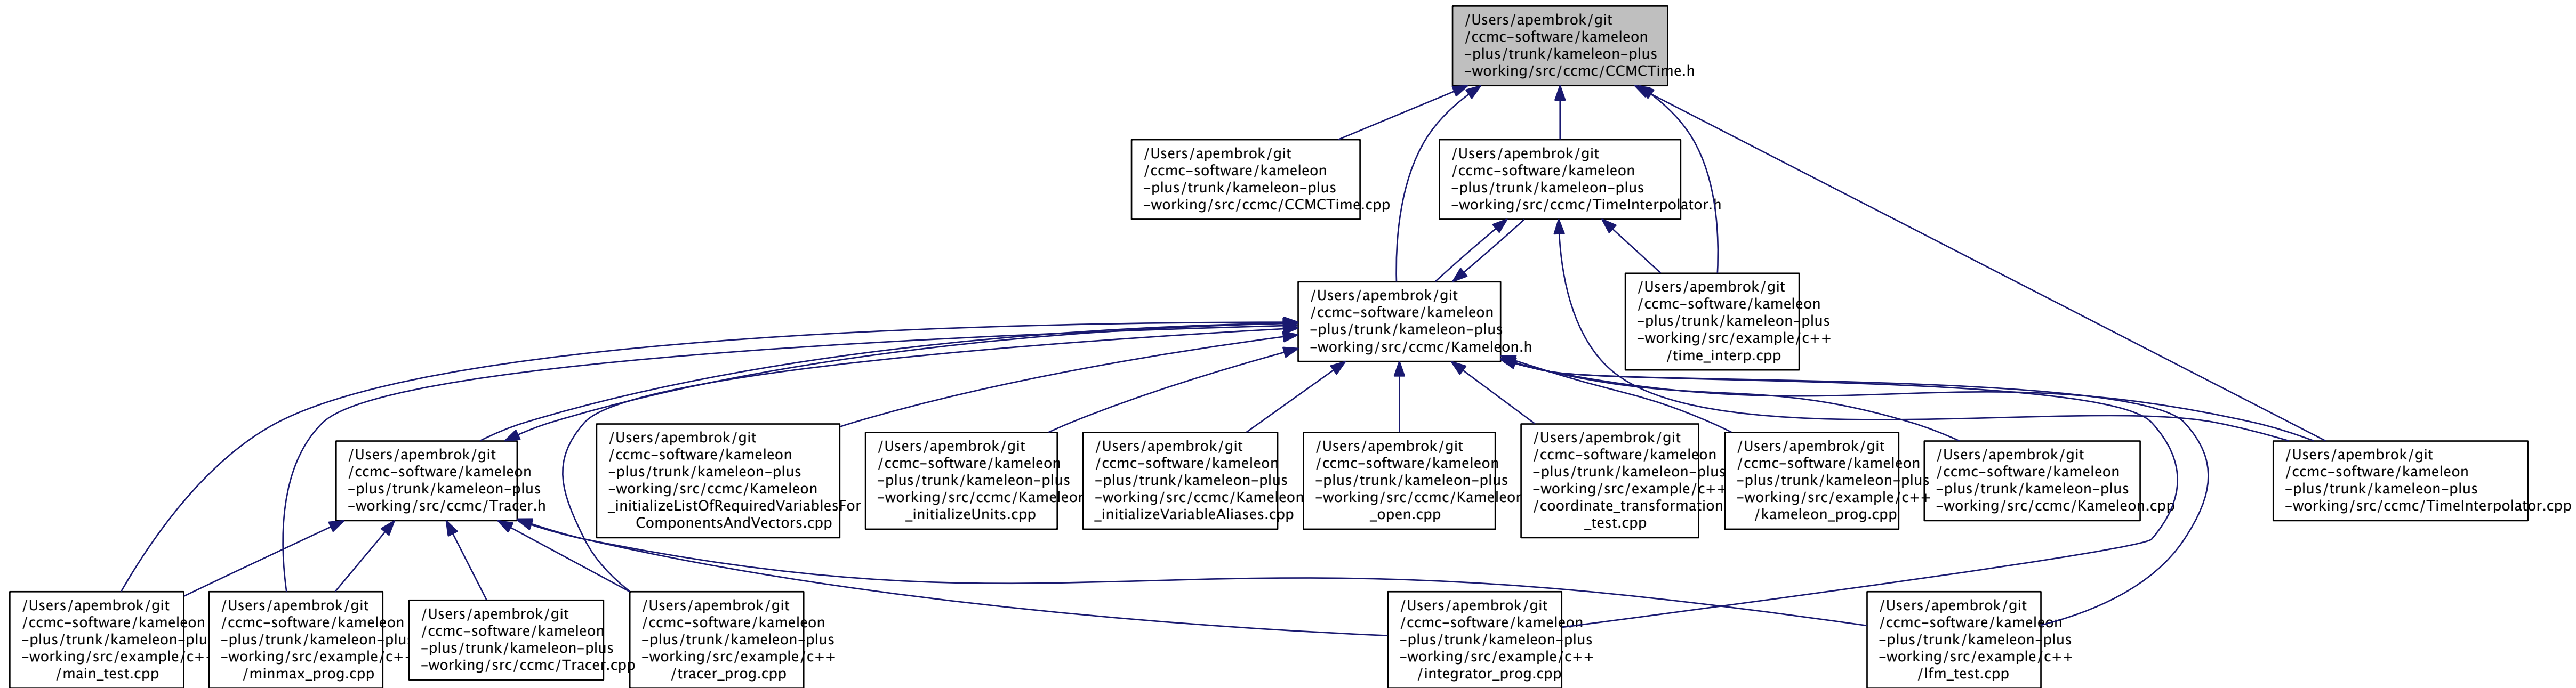 /Users/apembrok/git
/ccmc-software/kameleon
-plus/trunk/kameleon-plus
-working/src/ccmc/CCMCTime.h
/Users/apembrok/git
/ccmc-software/kameleon
-plus/trunk/kameleon-plus
-working/src/ccmc/CCMCTime.cpp
/Users/apembrok/git
/ccmc-software/kameleon
-plus/trunk/kameleon-plus
-working/src/ccmc/TimeInterpolator.h
/Users/apembrok/git
/ccmc-software/kameleon
-plus/trunk/kameleon-plus
-working/src/ccmc/Kameleon.h
/Users/apembrok/git
/ccmc-software/kameleon
-plus/trunk/kameleon-plus
-working/src/example/c++
/time_interp.cpp
/Users/apembrok/git
/ccmc-software/kameleon
-plus/trunk/kameleon-plus
-working/src/ccmc/Tracer.h
/Users/apembrok/git
/ccmc-software/kameleon
-plus/trunk/kameleon-plus
-working/src/ccmc/Kameleon
_initializeListOfRequiredVariablesFor
ComponentsAndVectors.cpp
/Users/apembrok/git
/ccmc-software/kameleon
-plus/trunk/kameleon-plus
-working/src/ccmc/Kameleon
_initializeUnits.cpp
/Users/apembrok/git
/ccmc-software/kameleon
-plus/trunk/kameleon-plus
-working/src/ccmc/Kameleon
_initializeVariableAliases.cpp
/Users/apembrok/git
/ccmc-software/kameleon
-plus/trunk/kameleon-plus
-working/src/ccmc/Kameleon
_open.cpp
/Users/apembrok/git
/ccmc-software/kameleon
-plus/trunk/kameleon-plus
-working/src/example/c++
/coordinate_transformation
_test.cpp
/Users/apembrok/git
/ccmc-software/kameleon
-plus/trunk/kameleon-plus
-working/src/example/c++
/kameleon_prog.cpp
/Users/apembrok/git
/ccmc-software/kameleon
-plus/trunk/kameleon-plus
-working/src/ccmc/Kameleon.cpp
/Users/apembrok/git
/ccmc-software/kameleon
-plus/trunk/kameleon-plus
-working/src/ccmc/TimeInterpolator.cpp
/Users/apembrok/git
/ccmc-software/kameleon
-plus/trunk/kameleon-plu
-working/src/example/c+
/main_test.cpp
/Users/apembrok/git
/ccmc-software/kameleon
-plus/trunk/kameleon-plus
-working/src/example/c+
/minmax_prog.cpp
/Users/apembrok/git
/ccmc-software/kameleon
-plus/trunk/kameleon-plus
-working/src/ccmc/Tracer.cpp
/Users/apembrok/git
/ccmc-software/kameleon
-plus/trunk/kameleon-plus
-working/src/example/c++
/tracer_prog.cpp
/Users/apembrok/git
/ccmc-software/kameleon
-plus/trunk/kameleon-plus
-working/src/example/c++
/integrator_prog.cpp
/Users/apembrok/git
/ccmc-software/kameleon
-plus/trunk/kameleon-plus
-working/src/example/c++
/lfm_test.cpp